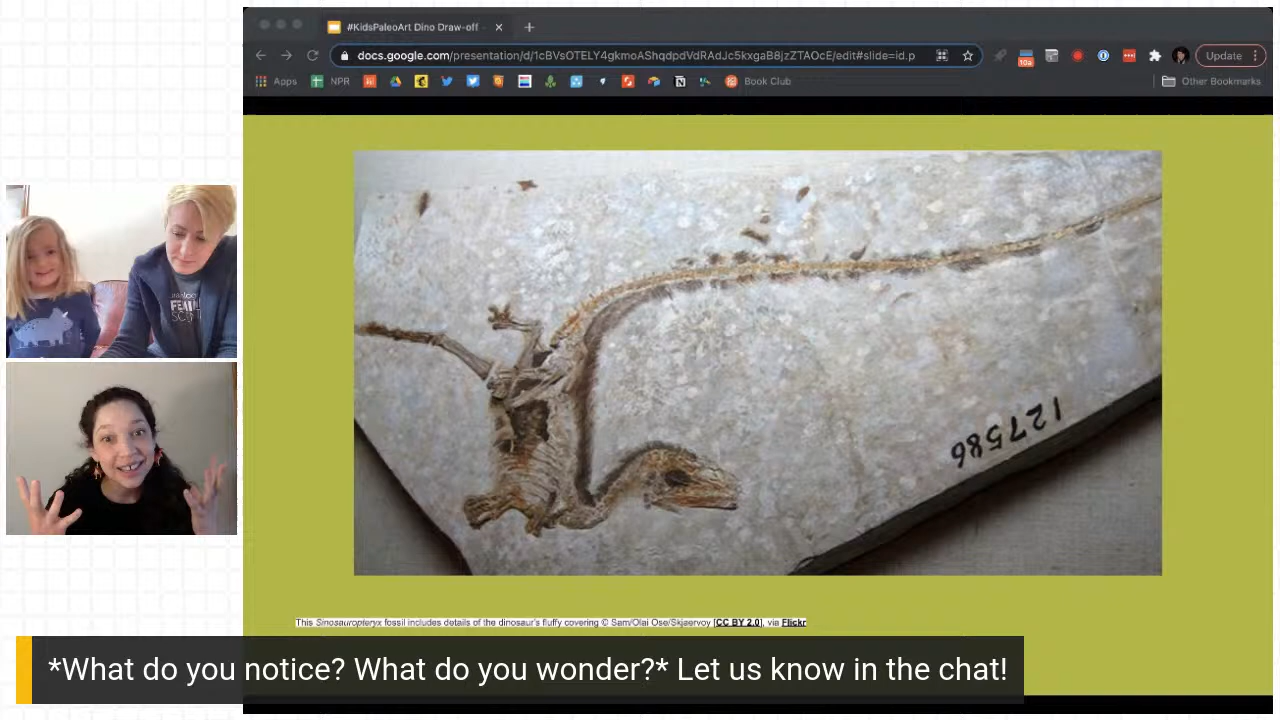 #KidsPaleoArt Dino Draw-off
docs.google.com/presentation/d/1cBVsOTELY4gkmoAShqdpdVdRAdJc5kxgaB8jzZTAOcE/edit#slide=id.p
Update
Apps NPR Book Club Other Bookmarks
127586
This Sinosauropteryx fossil includes details of the dinosaur's fluffy covering © Sam/Olai Ose/Skjaervoy [CC BY 2.0], via Flickr
*What do you notice? What do you wonder?* Let us know in the chat!